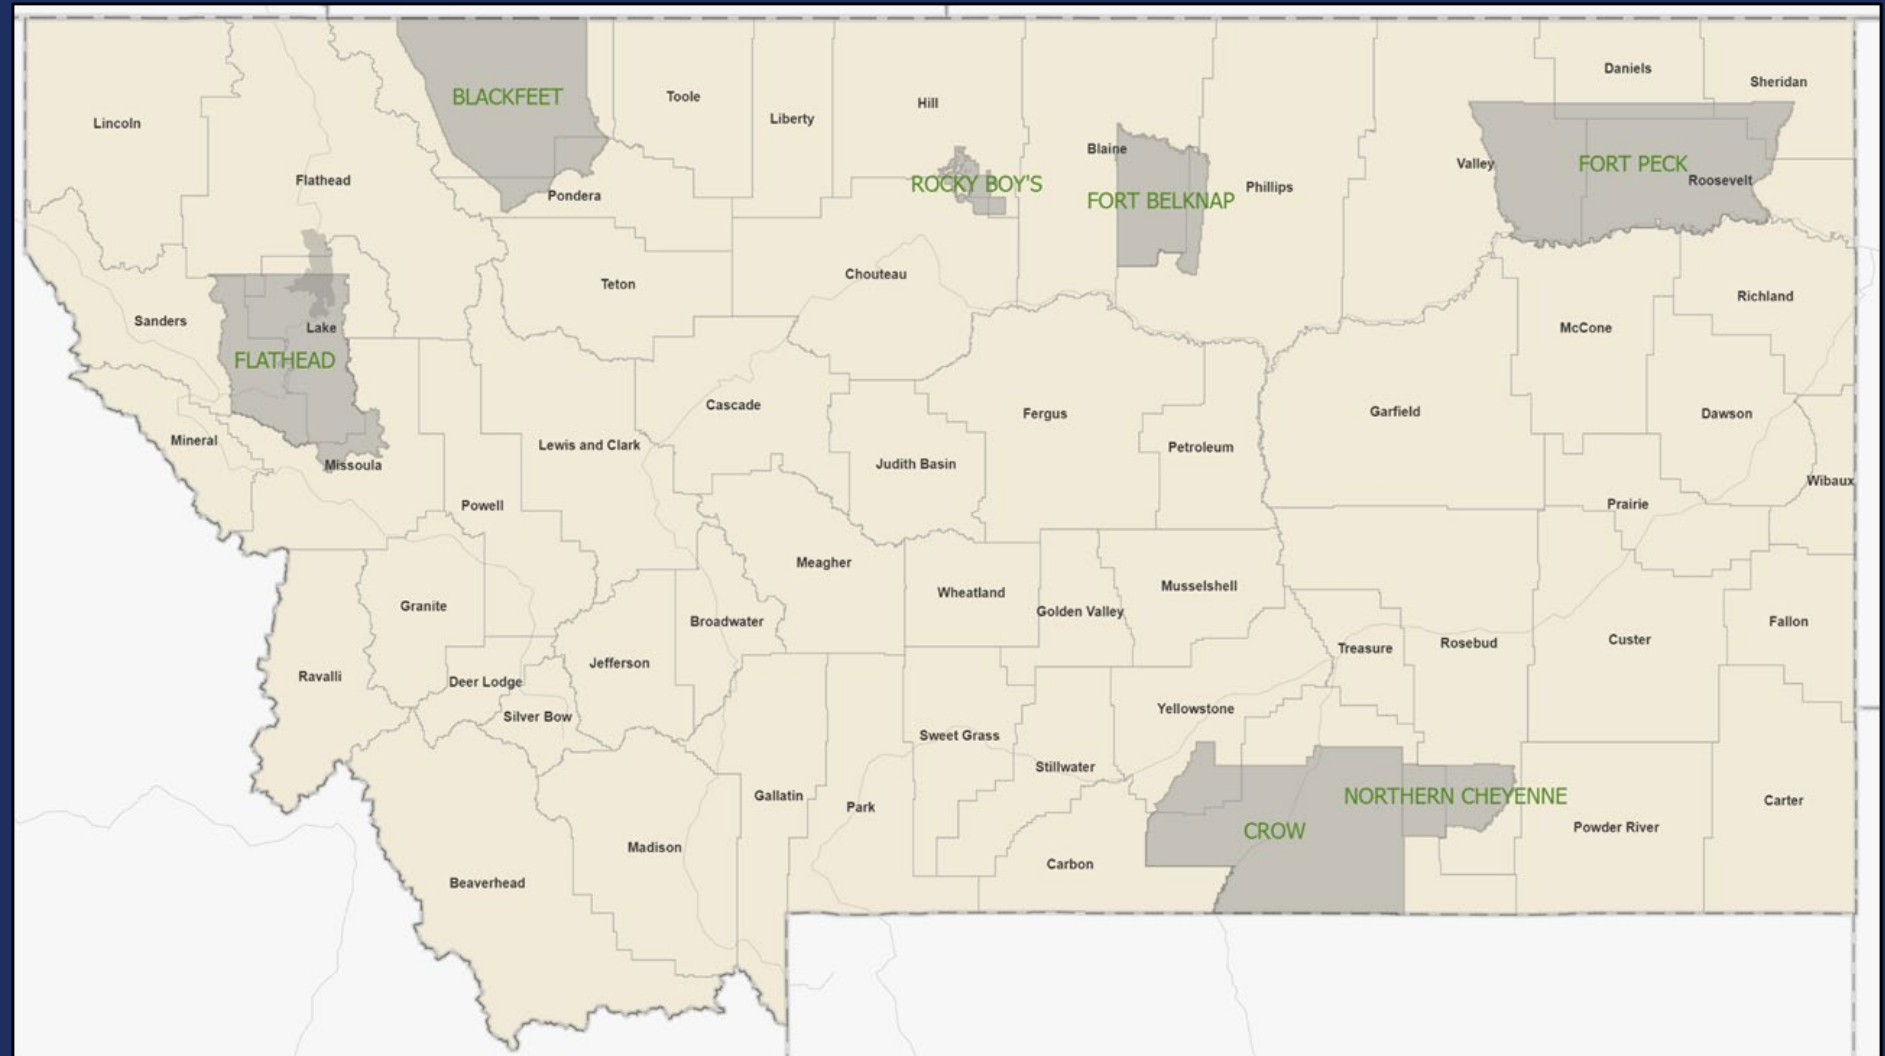 Daniels
Sheridan
BLACKFEET
Toole
Hill
Liberty
Lincoln
Blaine
Valley
FORT PECK
Flathead
Roosevelt
ROCKY BOY'S
Phillips
Pondera
FORT BELKNAP
Chouteau
Teton
Richland
Sanders
Lake
McCone
FLATHEAD
Cascade
Fergus
Garfield
Dawson
Mineral
Lewis and Clark
Petroleum
Missoula
Judith Basin
Wibaux
Powell
Prairie
Meagher
Musselshell
Wheatland
Granite
Golden Valley
Broadwater
Fallon
Custer
Rosebud
Treasure
Jefferson
Ravalli
Deer Lodge
Silver Bow
Yellowstone
Sweet Grass
Stillwater
Gallatin
NORTHERN CHEYENNE
Carter
Park
Powder River
CROW
Madison
Carbon
Beaverhead